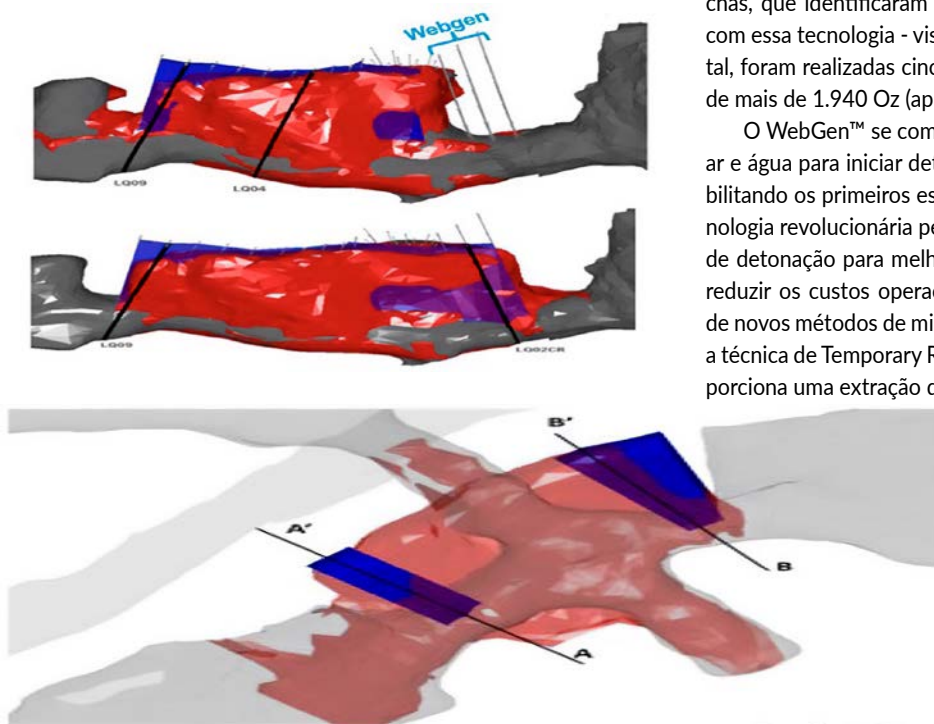 Webgen
LQ09
LQ04
LQ09
LQ02CR
B'
A'
B
A
chas, que identificaram
com essa tecnologia - vis
tal, foram realizadas cinc
de mais de 1.940 Oz (ap
O WebGen™ se com
ar e água para iniciar det
bilitando os primeiros es
nologia revolucionária pe
de detonação para melh
reduzir os custos operac
de novos métodos de mi
a técnica de Temporary R
porciona uma extração d